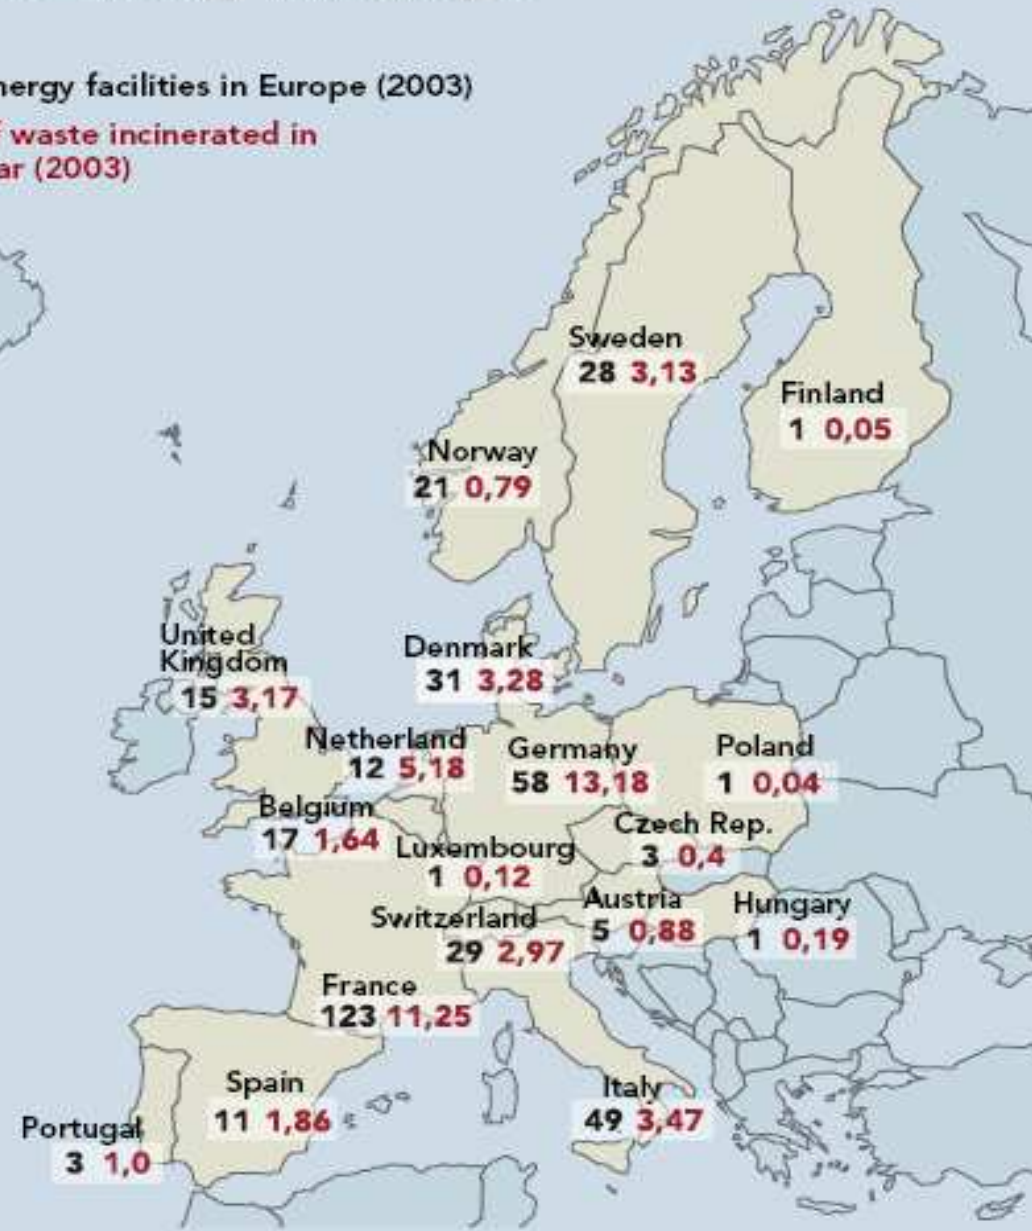 energy facilities in Europe (2003)
waste incinerated in
(2003)
Sweden
28 3,13
Finland
1 0,05
Norway
21 0,79
United
Kingdom
15 3,17
Denmark
31 3,28
Netherland
12 5,18
Germany
58 13,18
Poland
1 0,04
Belgium
17 1,64
Czech Rep.
3 0,4
Luxembourg
1 0,12
Austria
5 0,88
Hungary
1 0,19
Switzerland
29 2,97
France
123 11,25
Spain
11 1,86
Italy
49 3,47
Portugal
3 1,0